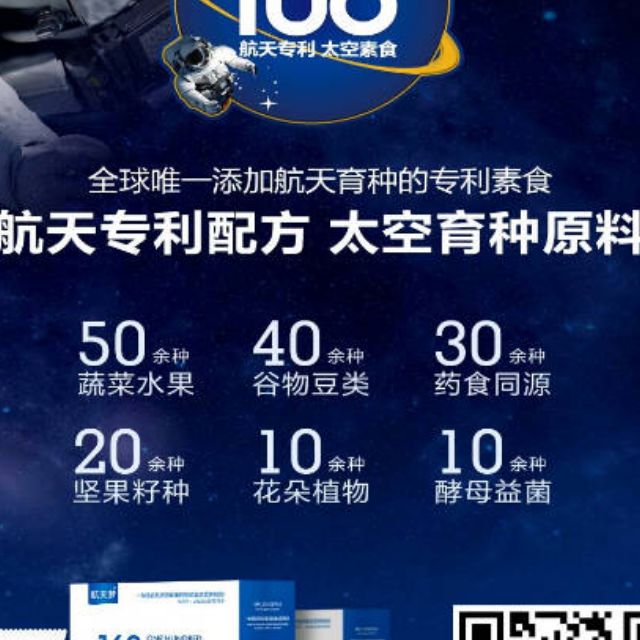 航天专利 太空素食
全球唯一添加航天育种的专利素食
航天专利配方 太空育种原料
50余种 40余种 30余种
蔬菜水果 谷物豆类 药食同源
20余种 10余种 10余种
坚果籽种 花朵植物 酵母益菌
航天梦